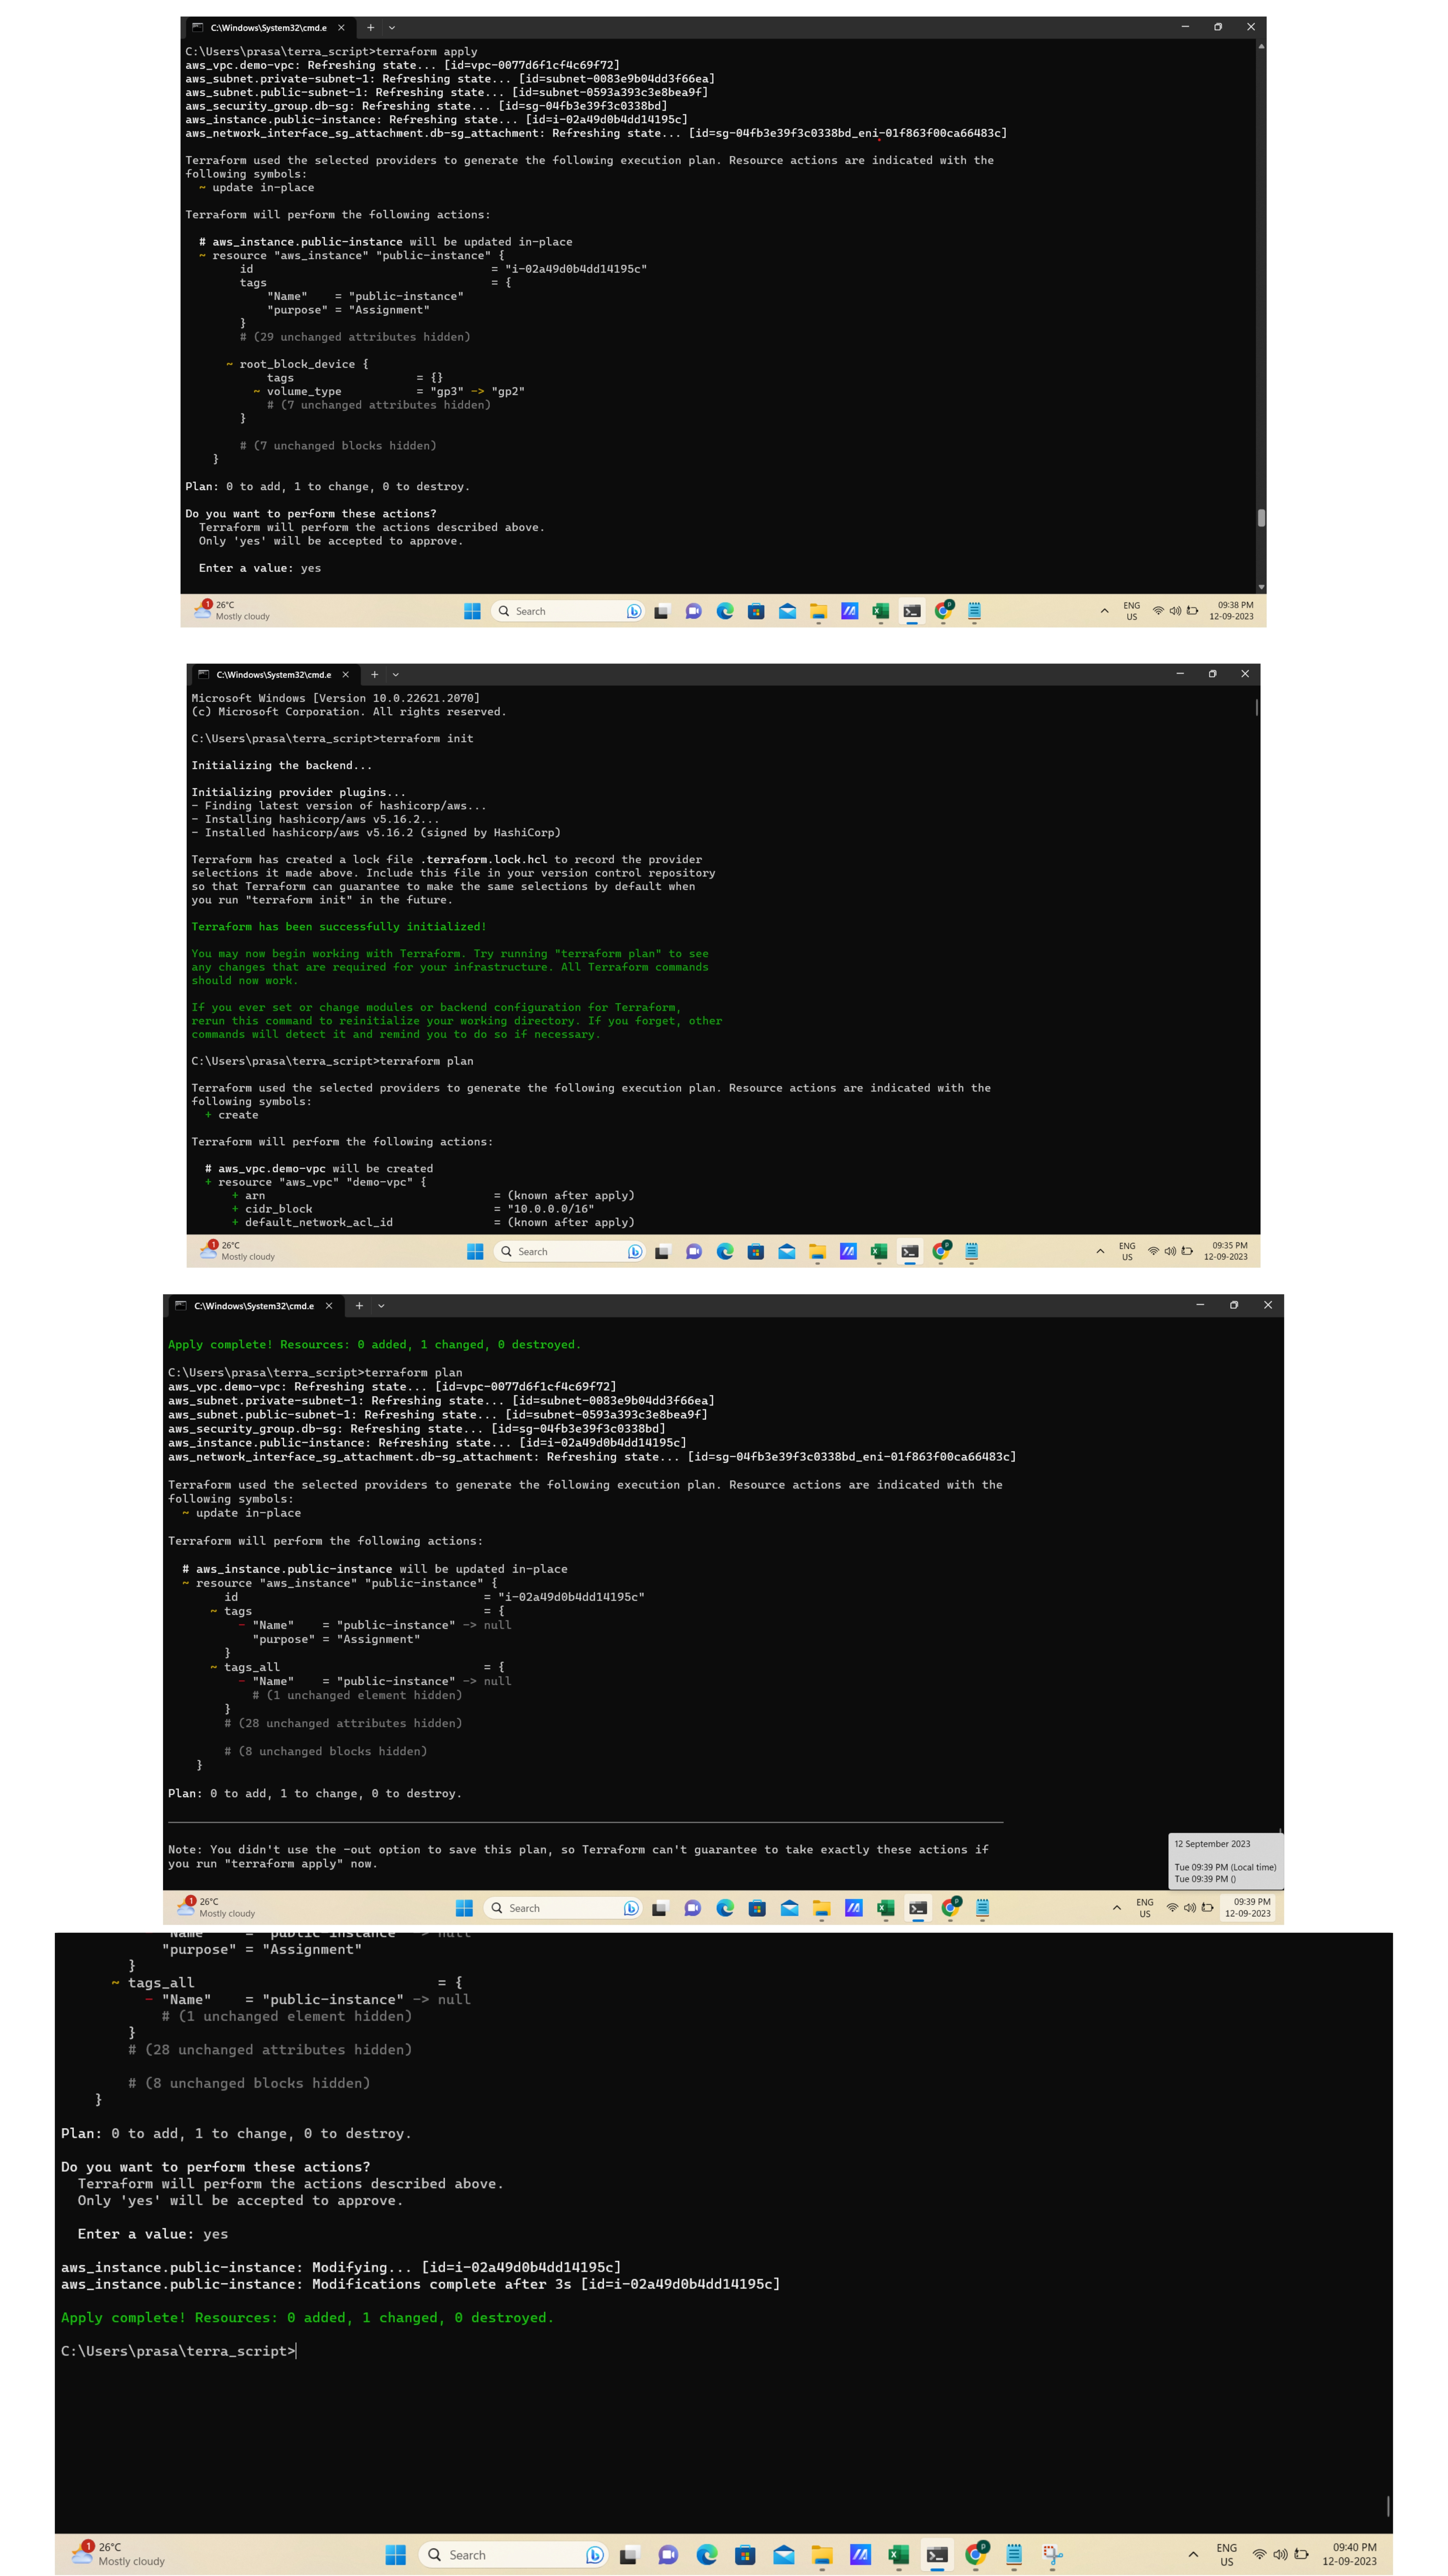 C:\Windows\System32\cmd.e
C:\Users\prasa\terra_script>terraform apply
aws_vpc.demo-vpc: Refreshing state... [id=vpc-0077d6f1cf4c69f72]
aws_subnet.private-subnet-1: Refreshing state... [id=subnet-0083e9b04dd3f66ea]
aws_subnet.public-subnet-1: Refreshing state... [id=subnet-0593a393c3e8bea9f]
aws_security_group.db-sg: Refreshing state... [id=sg-04fb3e39f3c0338bd]
aws_instance.public-instance: Refreshing state... [id=i-02a49d0b4dd14195c]
aws_network_interface_sg_attachment.db-sg_attachment: Refreshing state... [id=sg-04fb3e39f3c0338bd_eni-01f863f00ca66483c]
Terraform used the selected providers to generate the following execution plan. Resource actions are indicated with the
following symbols:
~ update in-place
Terraform will perform the following actions:
# aws_instance.public-instance will be updated in-place
~ resource "aws_instance" "public-instance" {
id = "i-02a49d0b4dd14195c"
tags = {
"Name" = "public-instance"
"purpose" = "Assignment"
}
# (29 unchanged attributes hidden)
~ root_block_device {
tags = {}
~ volume_type = "gp3" -> "gp2"
# (7 unchanged attributes hidden)
}
# (7 unchanged blocks hidden)
}
Plan: 0 to add, 1 to change, 0 to destroy.
Do you want to perform these actions?
Terraform will perform the actions described above.
Only 'yes' will be accepted to approve.
Enter a value: yes
1 26°C
Mostly cloudy
Search
ENG
US
09:38 PM
12-09-2023
C:\Windows\System32\cmd.e
Microsoft Windows [Version 10.0.22621.2070]
(c) Microsoft Corporation. All rights reserved.
C:\Users\prasa\terra_script>terraform init
Initializing the backend...
Initializing provider plugins...
- Finding latest version of hashicorp/aws...
- Installing hashicorp/aws v5.16.2...
- Installed hashicorp/aws v5.16.2 (signed by HashiCorp)
Terraform has created a lock file .terraform.lock.hcl to record the provider
selections it made above. Include this file in your version control repository
so that Terraform can guarantee to make the same selections by default when
you run "terraform init" in the future.
Terraform has been successfully initialized!
You may now begin working with Terraform. Try running "terraform plan" to see
any changes that are required for your infrastructure. All Terraform commands
should now work.
If you ever set or change modules or backend configuration for Terraform,
rerun this command to reinitialize your working directory. If you forget, other
commands will detect it and remind you to do so if necessary.
C:\Users\prasa\terra_script>terraform plan
Terraform used the selected providers to generate the following execution plan. Resource actions are indicated with the
following symbols:
+ create
Terraform will perform the following actions:
# aws_vpc.demo-vpc will be created
+ resource "aws_vpc" "demo-vpc" {
+ arn = (known after apply)
+ cidr_block = "10.0.0.0/16"
+ default_network_acl_id = (known after apply)
1 26°C
Mostly cloudy
Search
ENG
US
09:35 PM
12-09-2023
C:\Windows\System32\cmd.e
Apply complete! Resources: 0 added, 1 changed, 0 destroyed.
C:\Users\prasa\terra_script>terraform plan
aws_vpc.demo-vpc: Refreshing state... [id=vpc-0077d6f1cf4c69f72]
aws_subnet.private-subnet-1: Refreshing state... [id=subnet-0083e9b04dd3f66ea]
aws_subnet.public-subnet-1: Refreshing state... [id=subnet-0593a393c3e8bea9f]
aws_security_group.db-sg: Refreshing state... [id=sg-04fb3e39f3c0338bd]
aws_instance.public-instance: Refreshing state... [id=i-02a49d0b4dd14195c]
aws_network_interface_sg_attachment.db-sg_attachment: Refreshing state... [id=sg-04fb3e39f3c0338bd_eni-01f863f00ca66483c]
Terraform used the selected providers to generate the following execution plan. Resource actions are indicated with the
following symbols:
~ update in-place
Terraform will perform the following actions:
# aws_instance.public-instance will be updated in-place
~ resource "aws_instance" "public-instance" {
id = "i-02a49d0b4dd14195c"
~ tags = {
- "Name" = "public-instance" -> null
"purpose" = "Assignment"
}
~ tags_all = {
- "Name" = "public-instance" -> null
# (1 unchanged element hidden)
}
# (28 unchanged attributes hidden)
# (8 unchanged blocks hidden)
}
Plan: 0 to add, 1 to change, 0 to destroy.
Note: You didn't use the -out option to save this plan, so Terraform can't guarantee to take exactly these actions if
you run "terraform apply" now.
12 September 2023
Tue 09:39 PM (Local time)
Tue 09:39 PM ()
1 26°C
Mostly cloudy
Search
ENG
US
09:39 PM
12-09-2023
"Name" = "public-instance" -> null
"purpose" = "Assignment"
}
~ tags_all = {
- "Name" = "public-instance" -> null
# (1 unchanged element hidden)
}
# (28 unchanged attributes hidden)
# (8 unchanged blocks hidden)
}
Plan: 0 to add, 1 to change, 0 to destroy.
Do you want to perform these actions?
Terraform will perform the actions described above.
Only 'yes' will be accepted to approve.
Enter a value: yes
aws_instance.public-instance: Modifying... [id=i-02a49d0b4dd14195c]
aws_instance.public-instance: Modifications complete after 3s [id=i-02a49d0b4dd14195c]
Apply complete! Resources: 0 added, 1 changed, 0 destroyed.
C:\Users\prasa\terra_script>
1 26°C
Mostly cloudy
Search
ENG
US
09:40 PM
12-09-2023